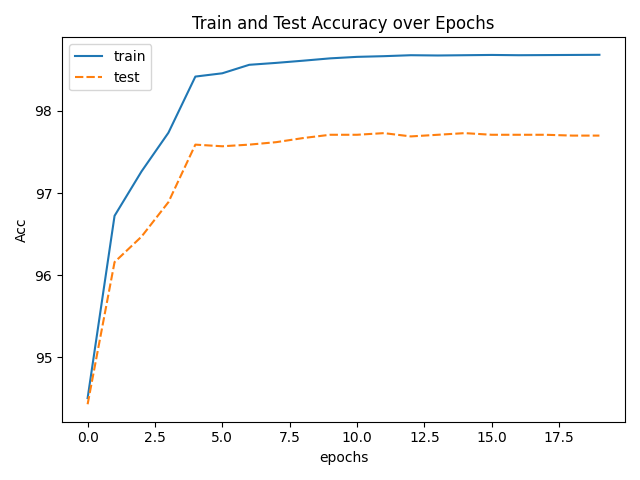 Train and Test Accuracy over Epochs
train
test
Acc
98
97
96
95
0.0 2.5 5.0 7.5 10.0 12.5 15.0 17.5
epochs